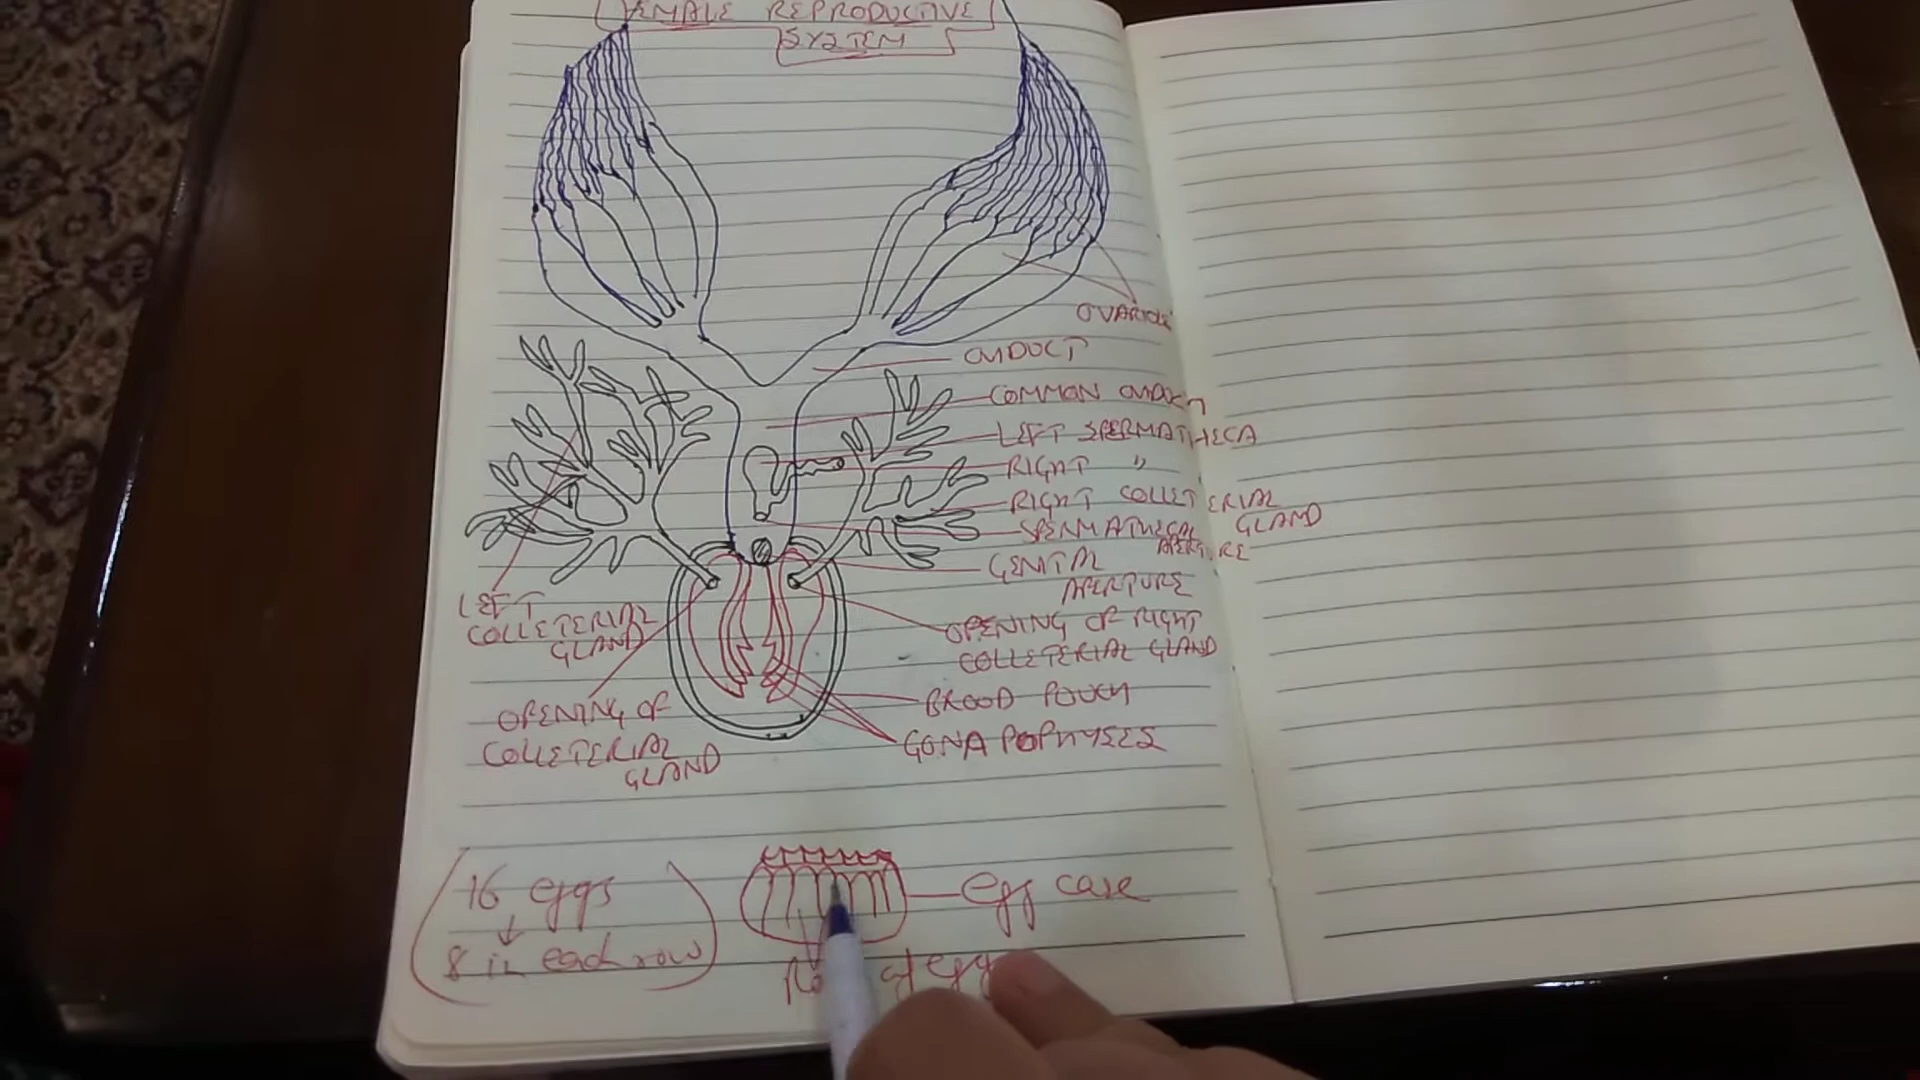 FEMALE REPRODUCTIVE
SYSTEM
OVARIOLE
OVIDUCT
COMMON OVIDUCT
LEFT SPERMATHECA
RIGHT "
RIGHT COLLETERIAL
GLAND
SPERMATHECAL
APERTURE
GENITAL
APERTURE
LEFT
COLLETERIAL
GLAND
OPENING OF RIGHT
COLLETERIAL GLAND
BROOD POUCH
GONAPOPHYSES
OPENING OF
COLLETERIAL
GLAND
16 eggs
8 in each row
egg case
of egg